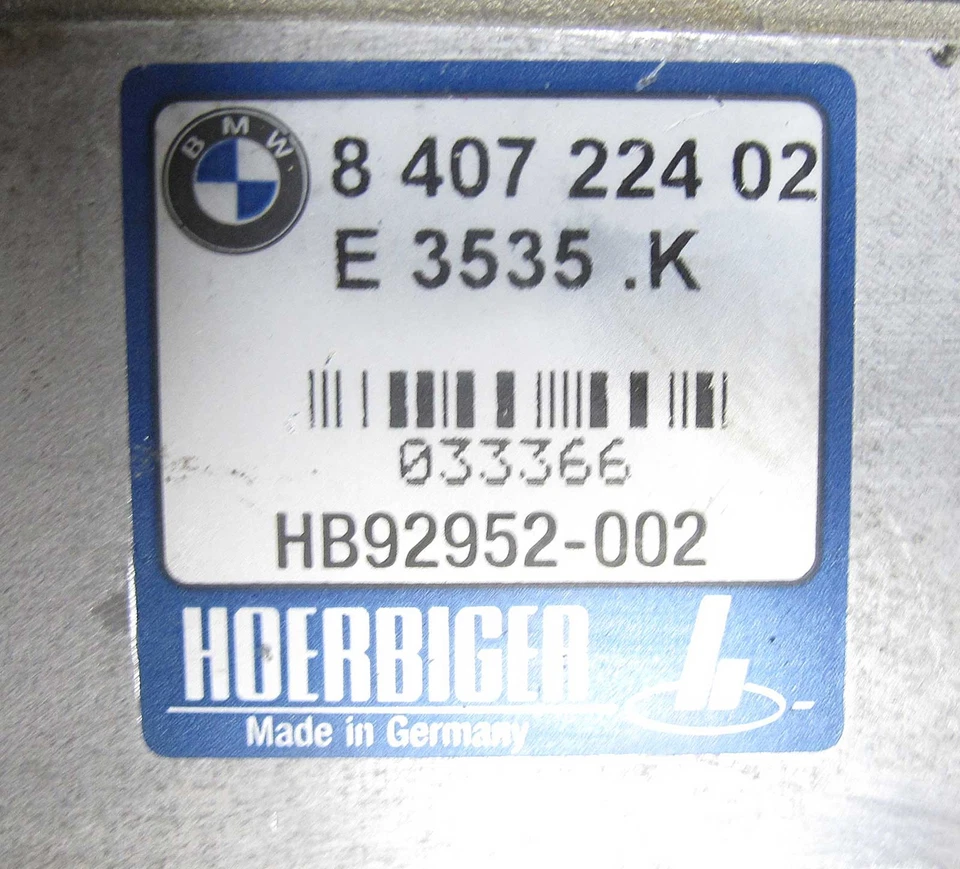 BMW
8 407 224 02
E 3535 .K
033366
HB92952-002
HOERBIGER
Made in Germany